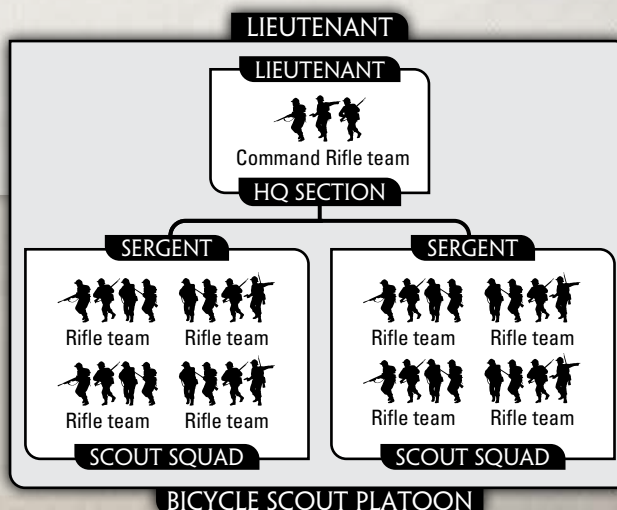 LIEUTENANT
LIEUTENANT
Command Rifle team
HQ SECTION
SERGENT
Rifle team Rifle team
Rifle team Rifle team
SCOUT SQUAD
SERGENT
Rifle team Rifle team
Rifle team Rifle team
SCOUT SQUAD
BICYCLE SCOUT PLATOON